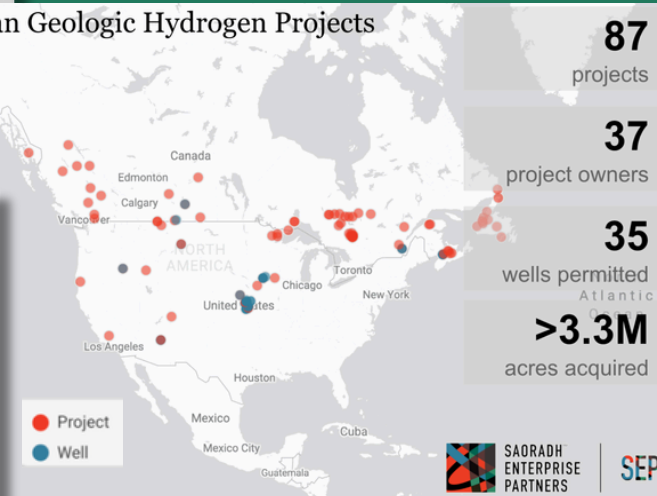 n Geologic Hydrogen Projects
87
projects
37
project owners
35
wells permitted
>3.3M
acres acquired
Canada
Edmonton
Calgary
Vancouver
NORTH
AMERICA
Toronto
Chicago
New York
United States
Los Angeles
Houston
Mexico
Cuba
Mexico City
Guatemala
Atlantic
Ocean
Project
Well
SAORADH
ENTERPRISE
PARTNERS
SEP